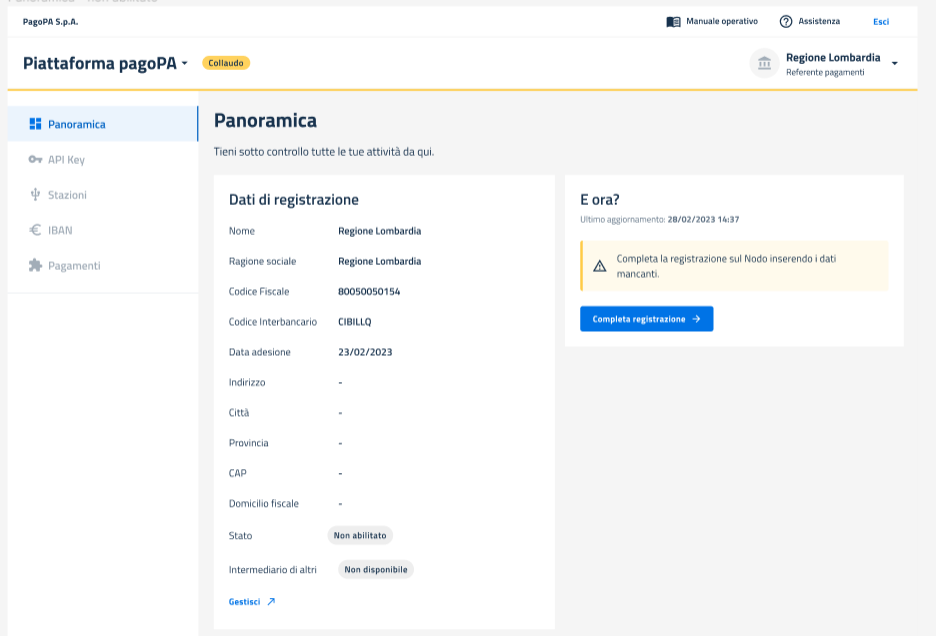 PagoPA S.p.A.
Manuale operativo
Assistenza
Esci
Piattaforma pagoPA
Collaudo
Regione Lombardia
Referente pagamenti
Panoramica
API Key
Stazioni
IBAN
Pagamenti
Panoramica
Tieni sotto controllo tutte le tue attività da qui.
Dati di registrazione
Nome Regione Lombardia
Ragione sociale Regione Lombardia
Codice Fiscale 80050050154
Codice Interbancario CIBILLQ
Data adesione 23/02/2023
Indirizzo -
Città -
Provincia -
CAP -
Domicilio fiscale -
Stato Non abilitato
Intermediario di altri Non disponibile
Gestisci
E ora?
Ultimo aggiornamento: 28/02/2023 14:37
Completa la registrazione sul Nodo inserendo i dati
mancanti.
Completa registrazione